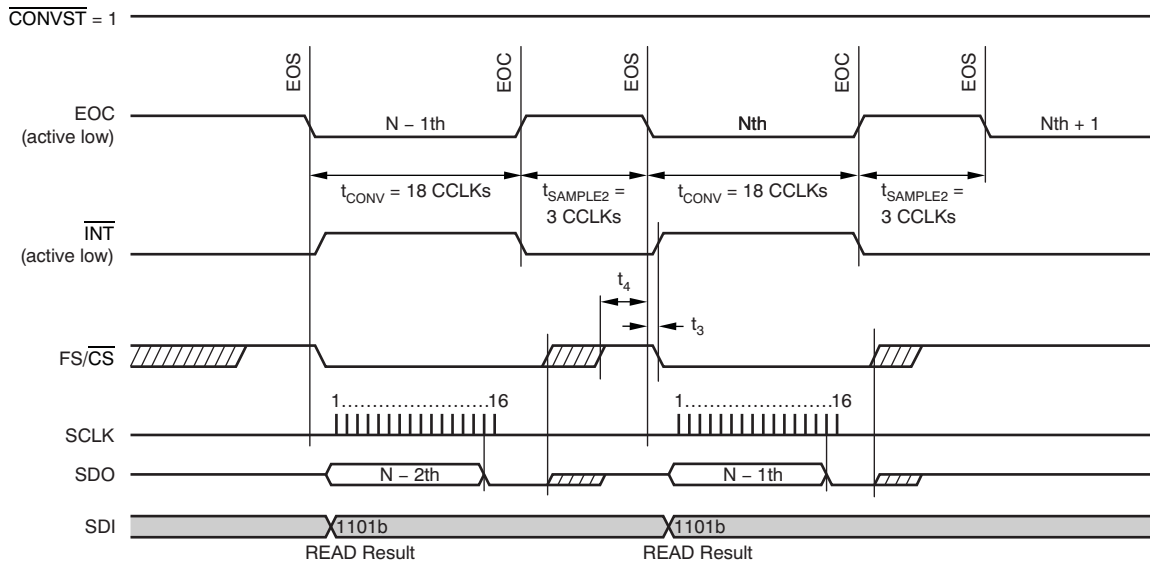 CONVST = 1
EOS
EOC
EOS
EOC
EOS
EOC
(active low)
N − 1th
Nth
Nth + 1
tCONV = 18 CCLKs
tSAMPLE2 =
3 CCLKs
tCONV = 18 CCLKs
tSAMPLE2 =
3 CCLKs
INT
(active low)
t4
t3
FS/CS
1......................16
1......................16
SCLK
SDO
N − 2th
N − 1th
SDI
1101b
1101b
READ Result
READ Result